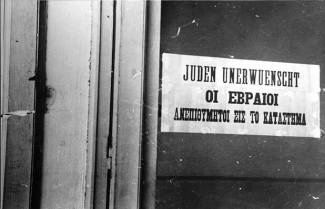 JUDEN UNERWUENSCHT
ΟΙ ΕΒΡΑΙΟΙ
ΑΝΕΠΙΘΥΜΗΤΟΙ ΕΙΣ ΤΟ ΚΑΤΑΣΤΗΜΑ